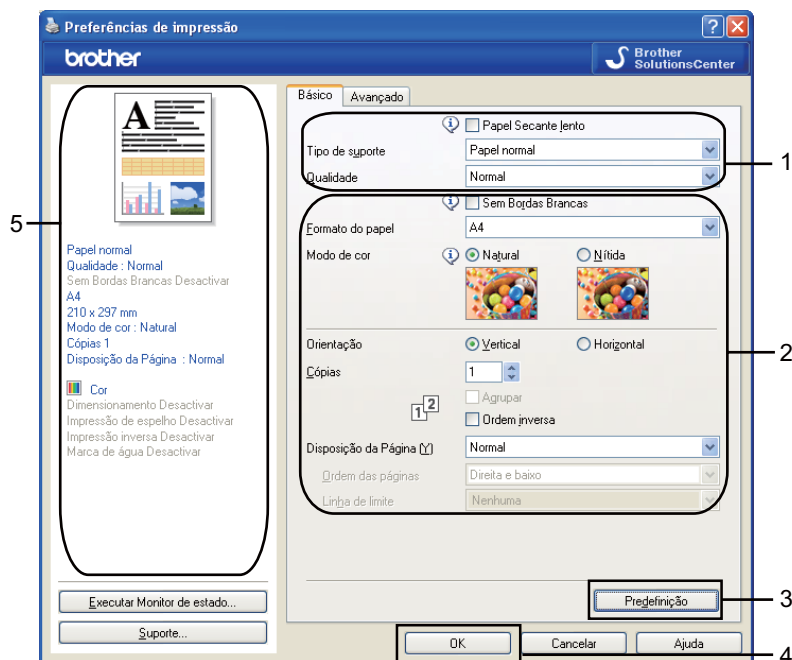 Preferências de impressão
brother
Brother
SolutionsCenter
Básico
Avançado
A
Papel normal
Qualidade : Normal
Sem Bordas Brancas Desactivar
A4
210 x 297 mm
Modo de cor : Natural
Cópias 1
Disposição da Página : Normal
Cor
Dimensionamento Desactivar
Impressão de espelho Desactivar
Impressão inversa Desactivar
Marca de água Desactivar
Executar Monitor de estado...
Suporte...
5
Papel Secante lento
Tipo de suporte Papel normal
Qualidade Normal
1
Sem Bordas Brancas
Formato do papel A4
Modo de cor Natural Nítida
Orientação Vertical Horizontal
2
Cópias 1
Agrupar
1 2
Ordem inversa
Disposição da Página (Y) Normal
Ordem das páginas Direita e baixo
Linha de limite Nenhuma
Predefinição 3
OK Cancelar Ajuda 4